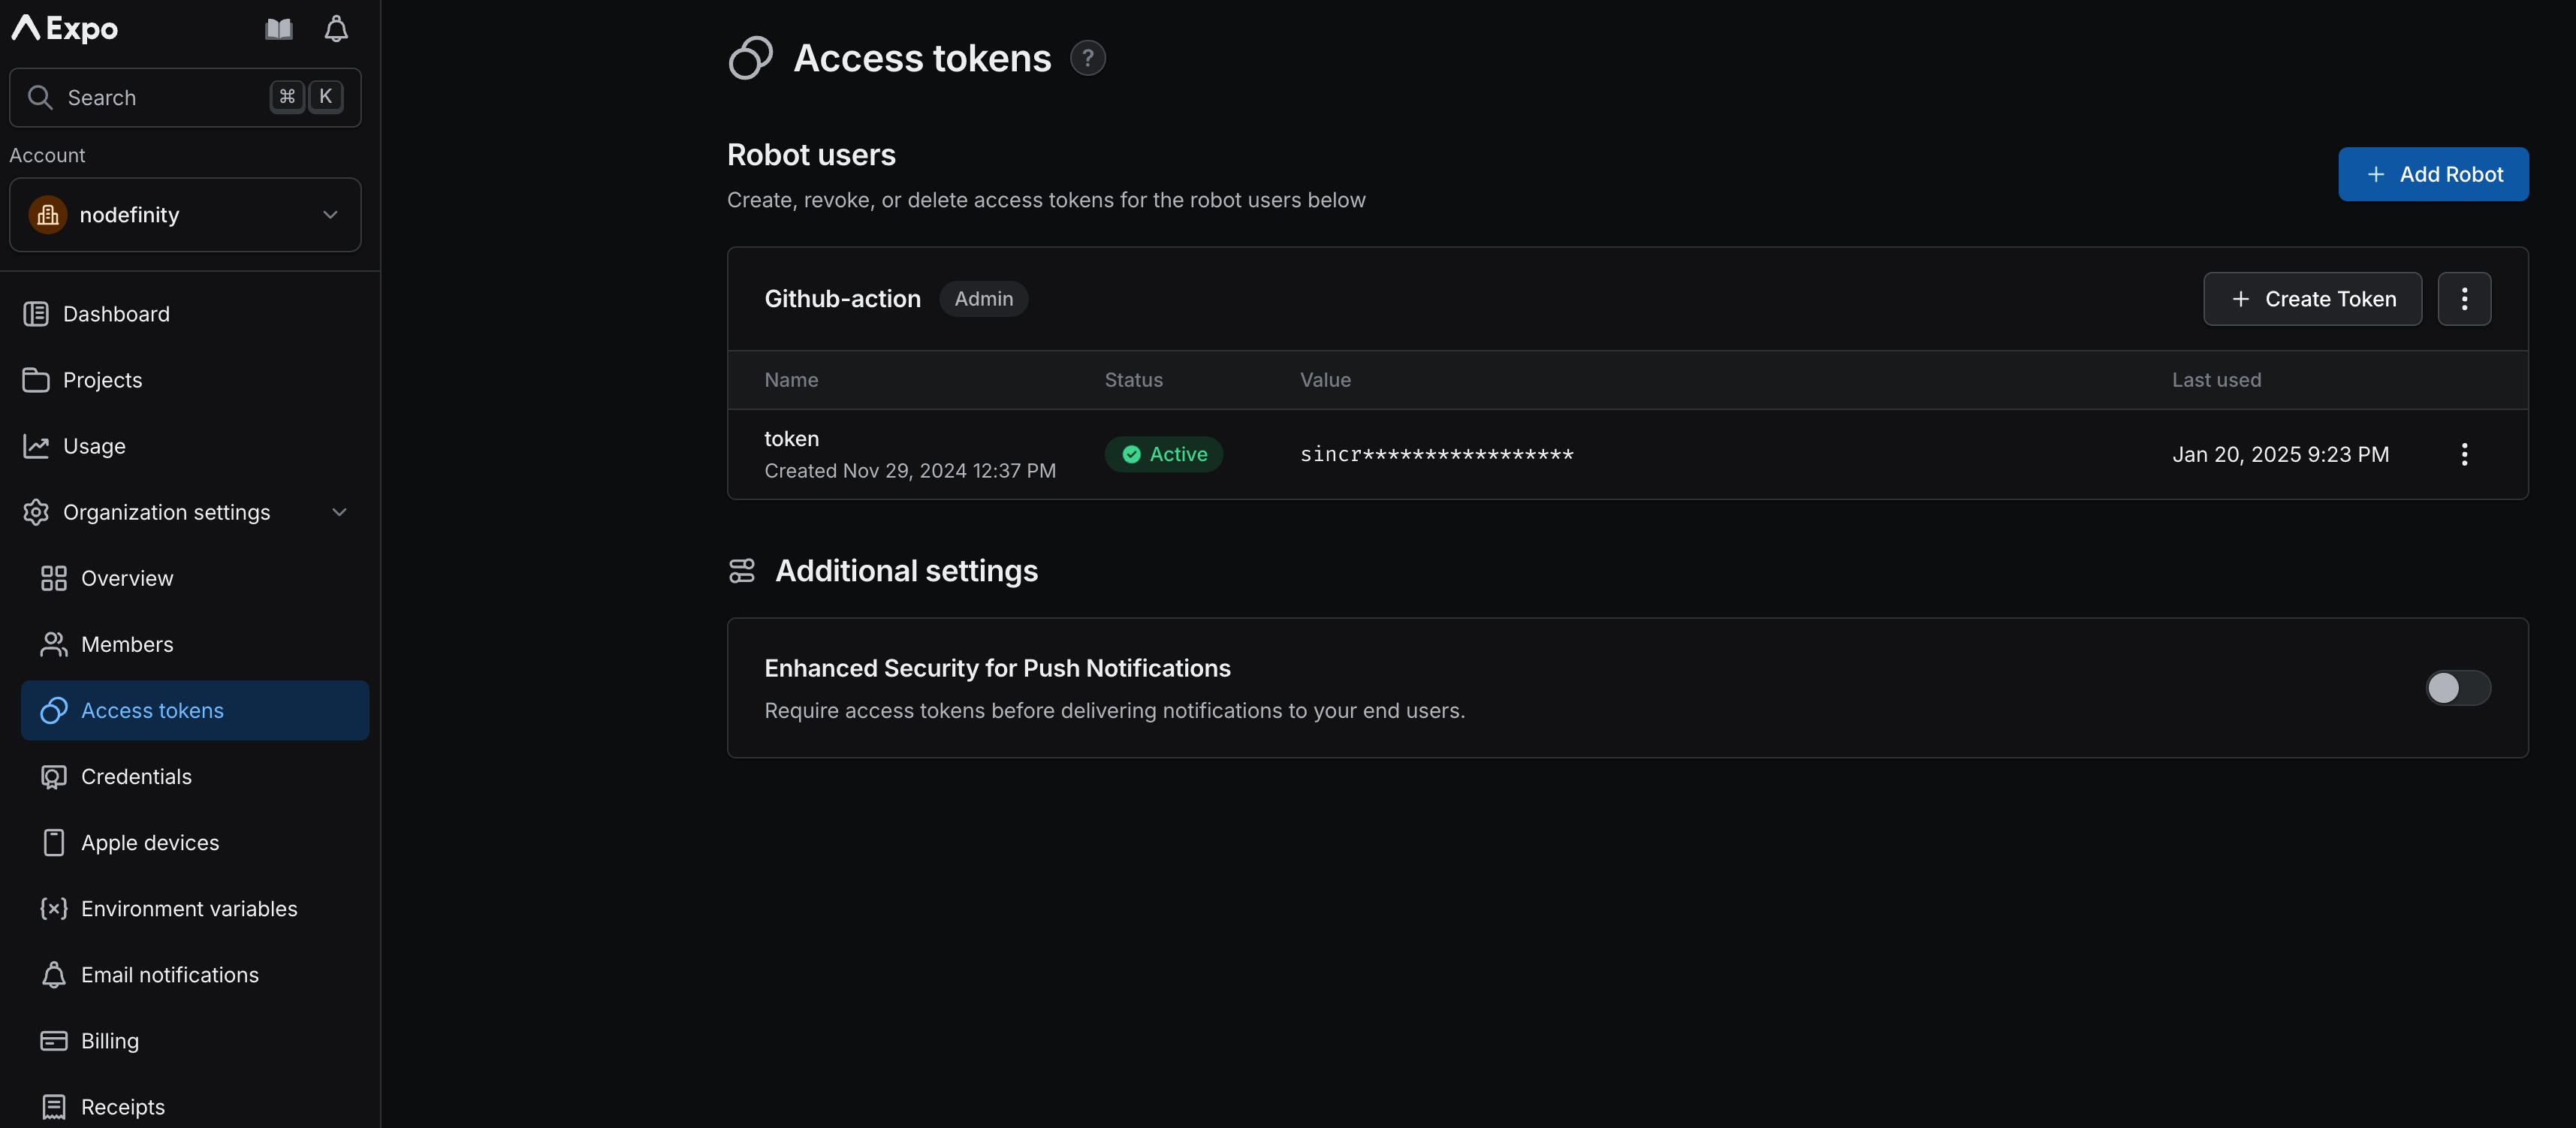 Expo
Search ⌘ K
Account
nodefinity
Dashboard
Projects
Usage
Organization settings
Overview
Members
Access tokens
Credentials
Apple devices
Environment variables
Email notifications
Billing
Receipts
Access tokens ?
Robot users
Create, revoke, or delete access tokens for the robot users below
+ Add Robot
Github-action Admin
+ Create Token
Name Status Value Last used
token
Created Nov 29, 2024 12:37 PM
Active
sincr*****************
Jan 20, 2025 9:23 PM
Additional settings
Enhanced Security for Push Notifications
Require access tokens before delivering notifications to your end users.